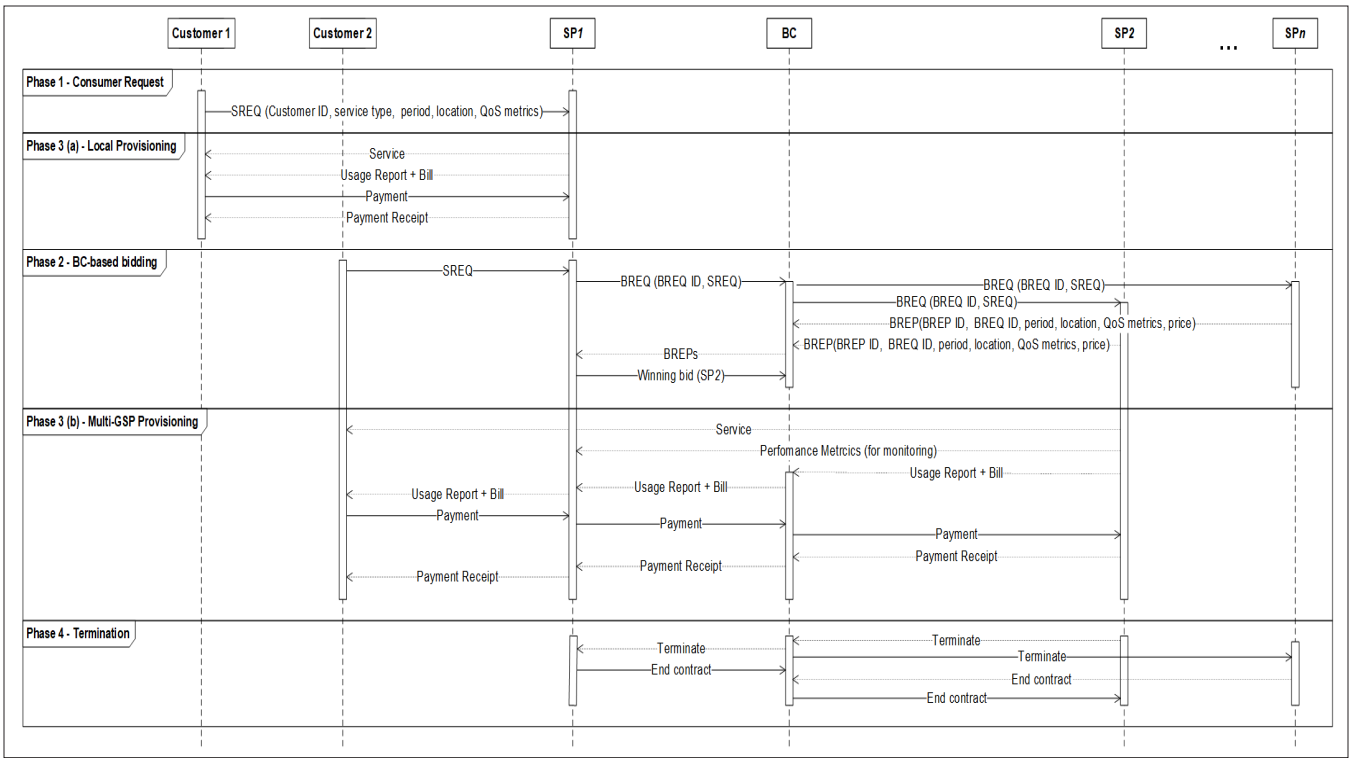 Customer 1
Customer 2
SP1
BC
SP2
...
SPn
Phase 1 - Consumer Request
SREQ (Customer ID, service type, period, location, QoS metrics)
Phase 3 (a) - Local Provisioning
Service
Usage Report + Bill
Payment
Payment Receipt
Phase 2 - BC-based bidding
SREQ
BREQ (BREQ ID, SREQ)
BREQ (BREQ ID, SREQ)
BREQ (BREQ ID, SREQ)
BREP(BREP ID, BREQ ID, period, location, QoS metrics, price)
BREP(BREP ID, BREQ ID, period, location, QoS metrics, price)
BREPs
Winning bid (SP2)
Phase 3 (b) - Multi-GSP Provisioning
Service
Perfomance Metrcics (for monitoring)
Usage Report + Bill
Usage Report + Bill
Usage Report + Bill
Payment
Payment
Payment
Payment Receipt
Payment Receipt
Payment Receipt
Phase 4 - Termination
Terminate
Terminate
Terminate
End contract
End contract
End contract